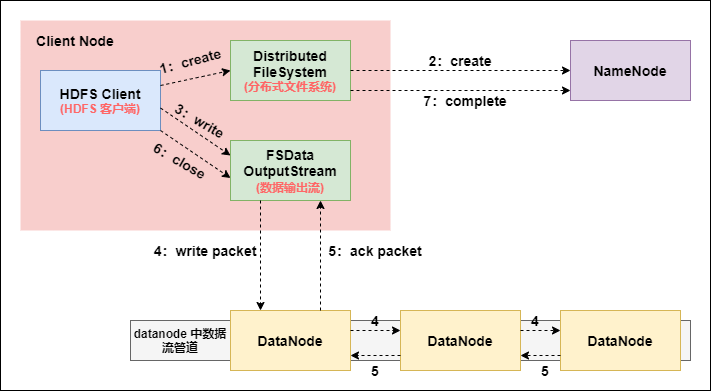 Client Node
1：create
Distributed
FileSystem
(分布式文件系统)
2：create
NameNode
HDFS Client
(HDFS 客户端)
7：complete
3：write
6：close
FSData
OutputStream
(数据输出流)
4：write packet
5：ack packet
datanode 中数据
流管道
DataNode
4
5
DataNode
4
5
DataNode